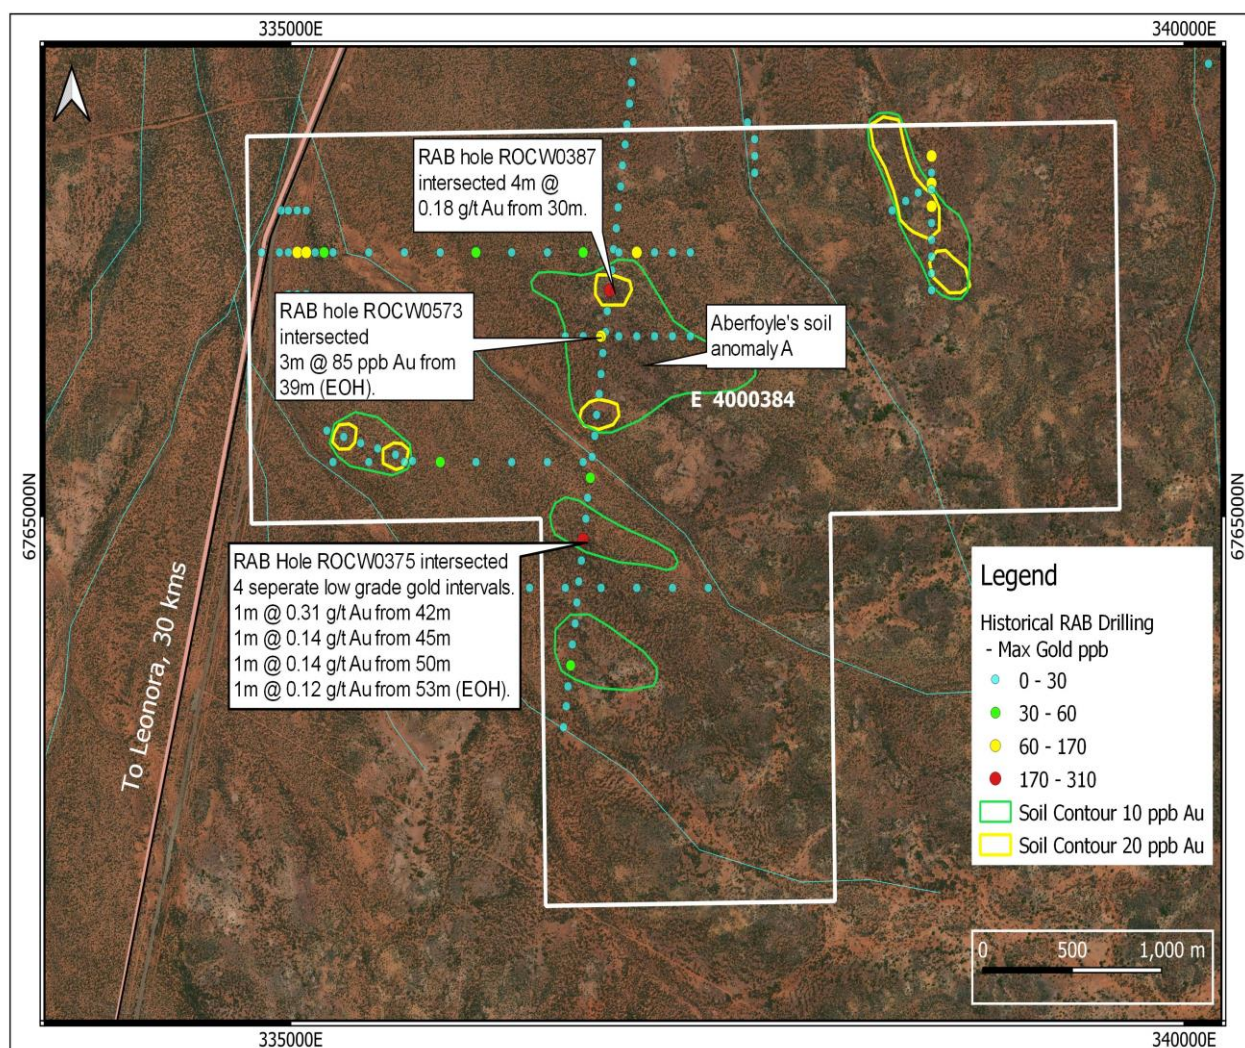 335000E
340000E
RAB hole ROCW0387
intersected 4m @
0.18 g/t Au from 30m.
RAB hole ROCW0573
intersected
3m @ 85 ppb Au from
39m (EOH).
Aberfoyle's soil
anomaly A
E 4000384
6765000N
6765000N
RAB Hole ROCW0375 intersected
4 seperate low grade gold intervals.
1m @ 0.31 g/t Au from 42m
1m @ 0.14 g/t Au from 45m
1m @ 0.14 g/t Au from 50m
1m @ 0.12 g/t Au from 53m (EOH).
To Leonora, 30 kms
Legend
Historical RAB Drilling
- Max Gold ppb
0 - 30
30 - 60
60 - 170
170 - 310
Soil Contour 10 ppb Au
Soil Contour 20 ppb Au
0 500 1,000 m
335000E
340000E